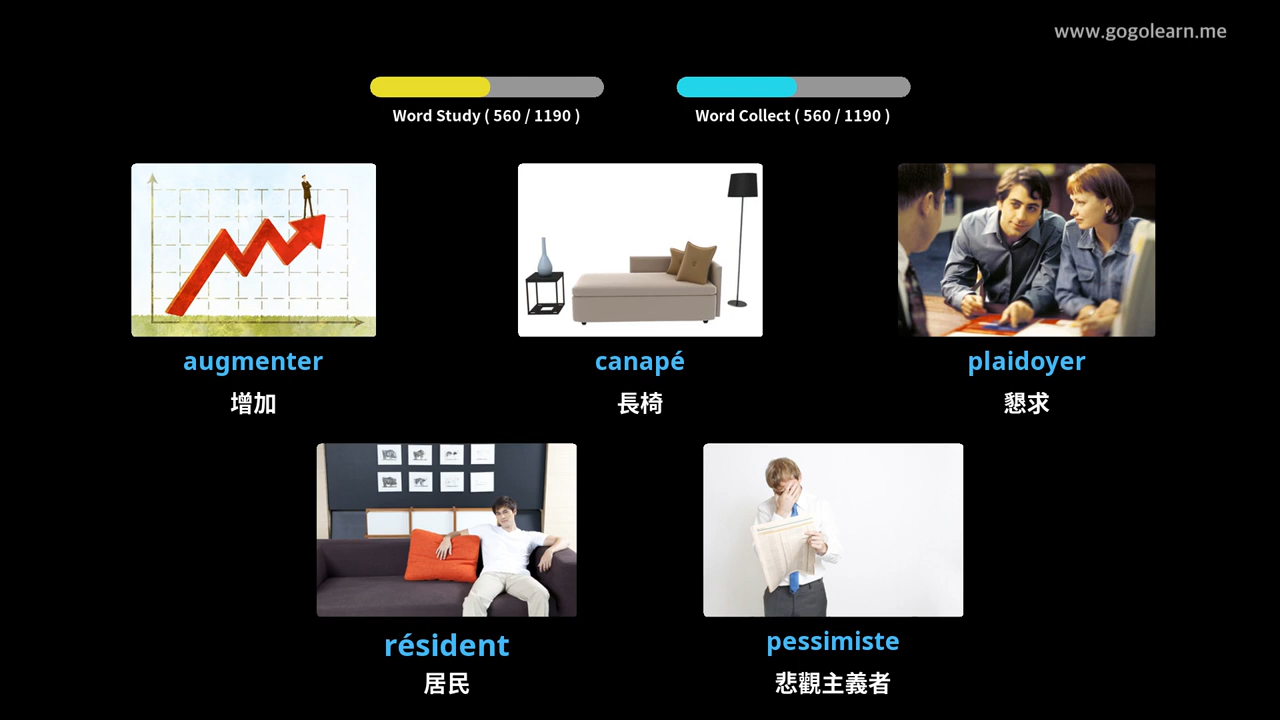 www.gogolearn.me
Word Study ( 560 / 1190 )
Word Collect ( 560 / 1190 )
augmenter
增加
canapé
長椅
plaidoyer
懇求
résident
居民
pessimiste
悲觀主義者